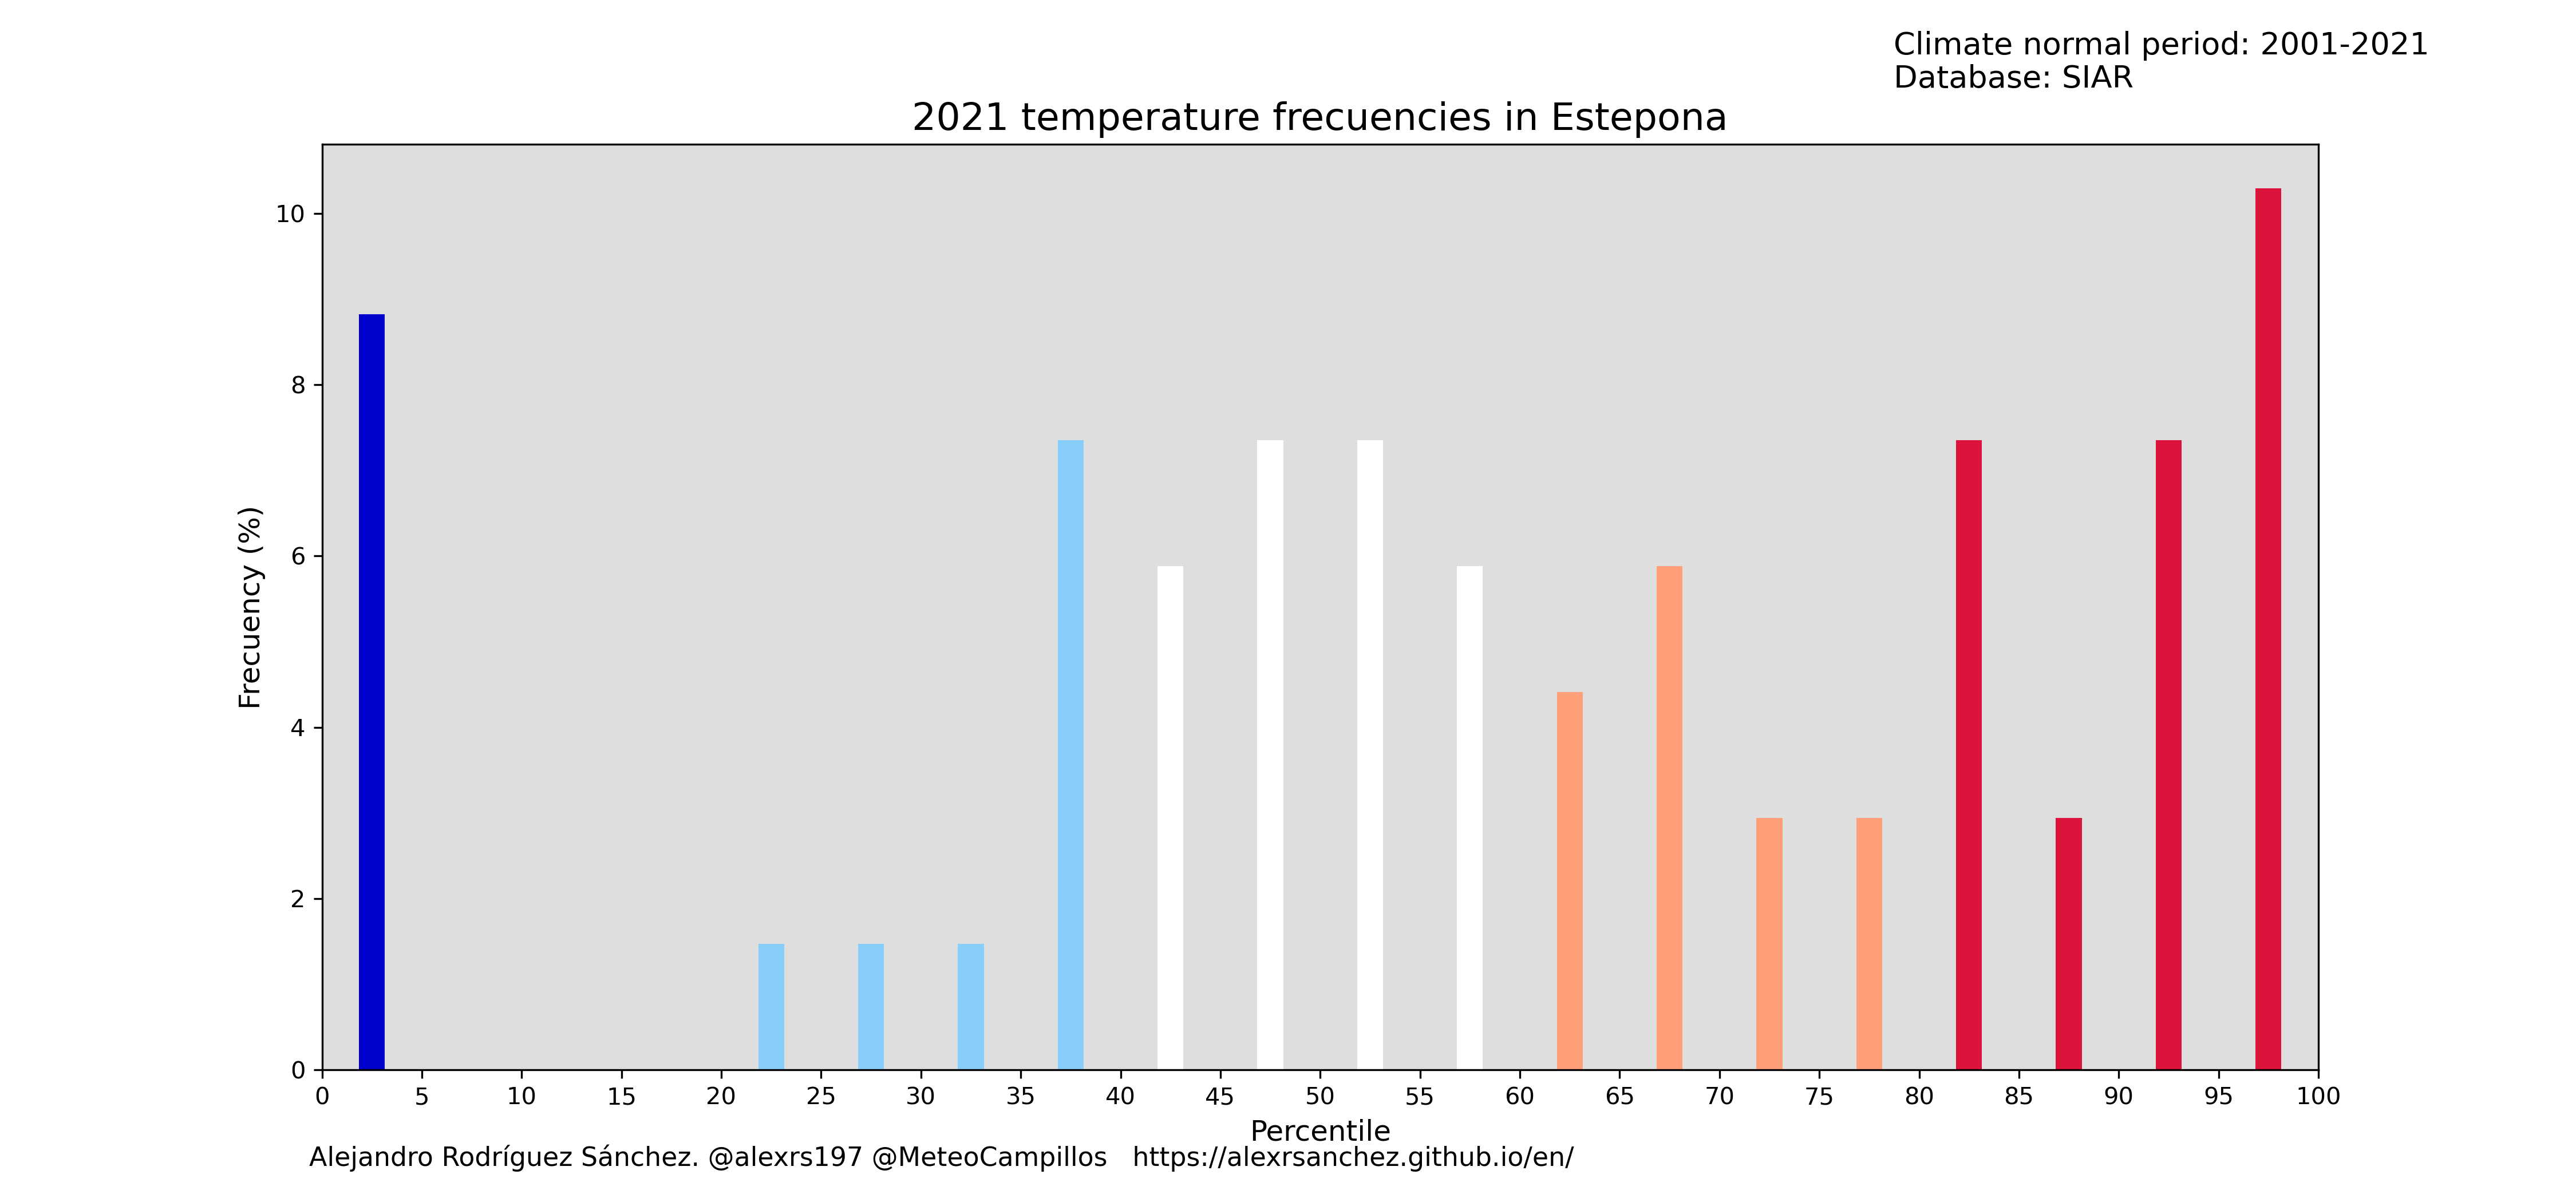 Climate normal period: 2001-2021
Database: SIAR
2021 temperature frecuencies in Estepona
Frecuency (%)
10
8
6
4
2
0
0 5 10 15 20 25 30 35 40 45 50 55 60 65 70 75 80 85 90 95 100
Percentile
Alejandro Rodríguez Sánchez. @alexrs197 @MeteoCampillos https://alexrsanchez.github.io/en/